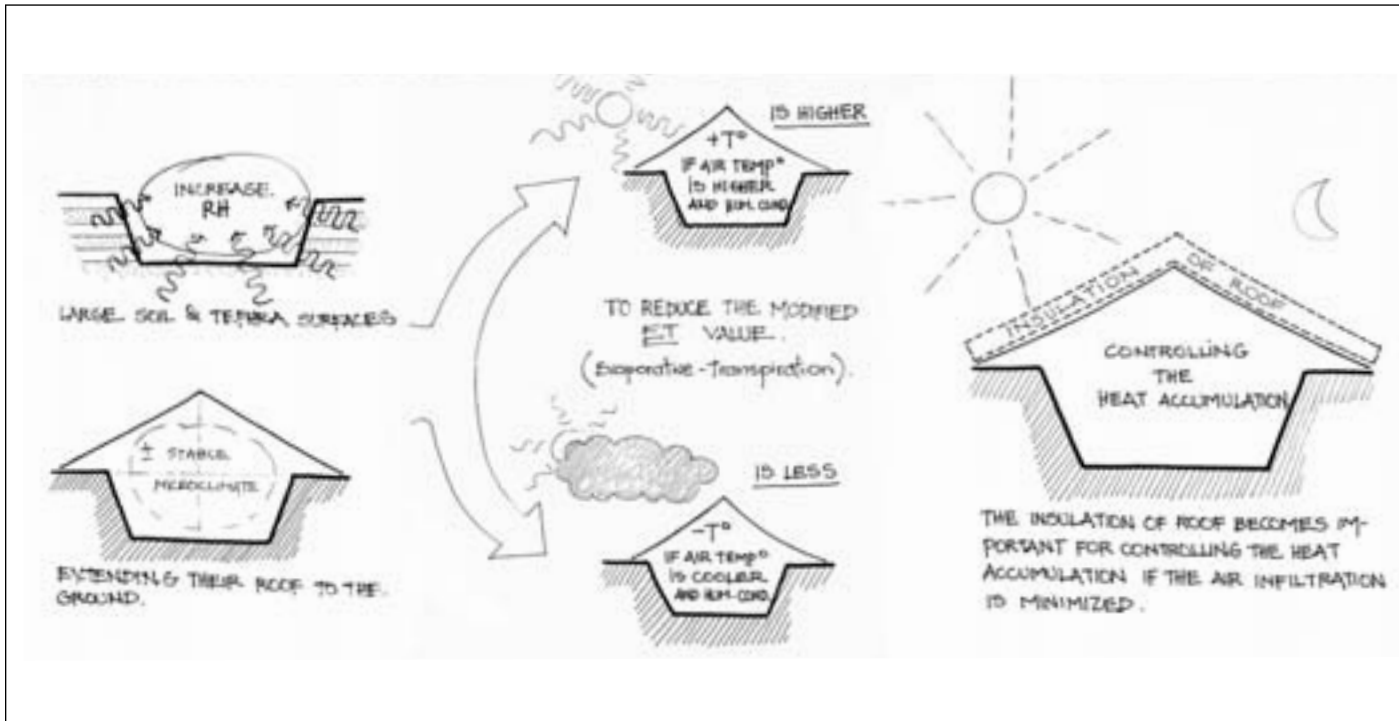 INCREASE
RH
LARGE SOIL & TEPHRA SURFACES
± STABLE
MICROCLIMATE
EXTENDING THEIR ROOF TO THE
GROUND.
IS HIGHER
+T°
IF AIR TEMP°
IS HIGHER
AND HUM. COND.
TO REDUCE THE MODIFIED
ET VALUE.
(Evaporative-Transpiration).
IS LESS
-T°
IF AIR TEMP°
IS COOLER
AND HUM. COND.
INSULATION OF ROOF
CONTROLLING
THE
HEAT ACCUMULATION
THE INSULATION OF ROOF BECOMES IM-
PORTANT FOR CONTROLLING THE HEAT
ACCUMULATION IF THE AIR INFILTRATION
IS MINIMIZED.